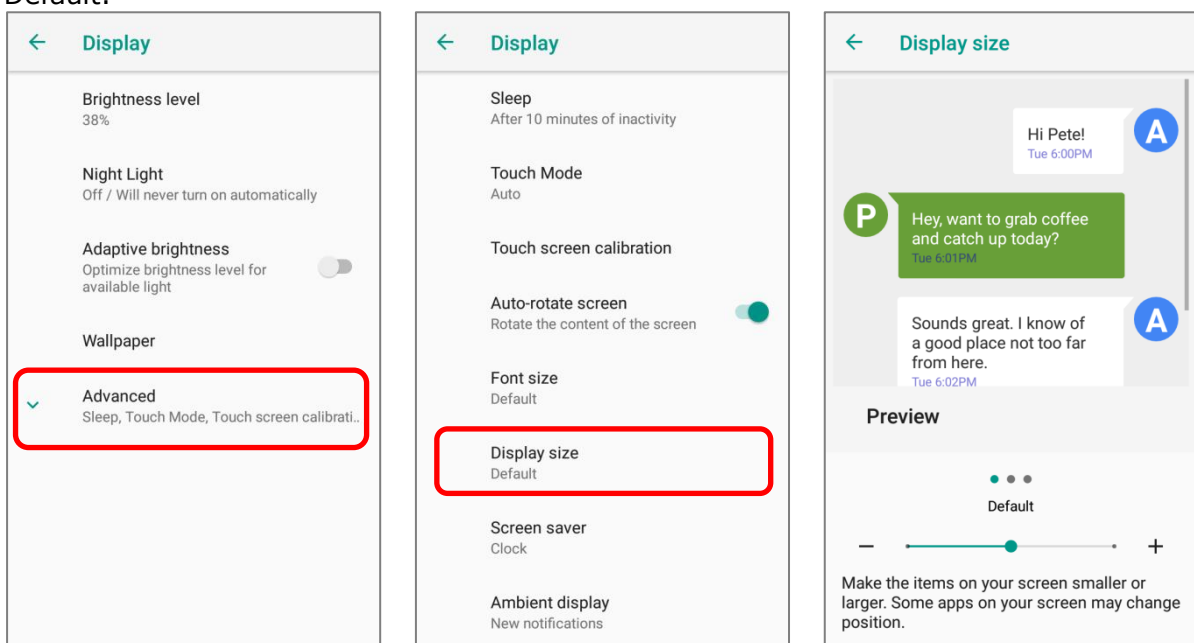 Default.
Display
Brightness level
38%
Night Light
Off / Will never turn on automatically
Adaptive brightness
Optimize brightness level for
available light
Wallpaper
Advanced
Sleep, Touch Mode, Touch screen calibrati..
Display
Sleep
After 10 minutes of inactivity
Touch Mode
Auto
Touch screen calibration
Auto-rotate screen
Rotate the content of the screen
Font size
Default
Display size
Default
Screen saver
Clock
Ambient display
New notifications
Display size
Hi Pete!
Tue 6:00PM
A
P
Hey, want to grab coffee
and catch up today?
Tue 6:01PM
Sounds great. I know of
a good place not too far
from here.
Tue 6:02PM
A
Preview
Default
Make the items on your screen smaller or
larger. Some apps on your screen may change
position.